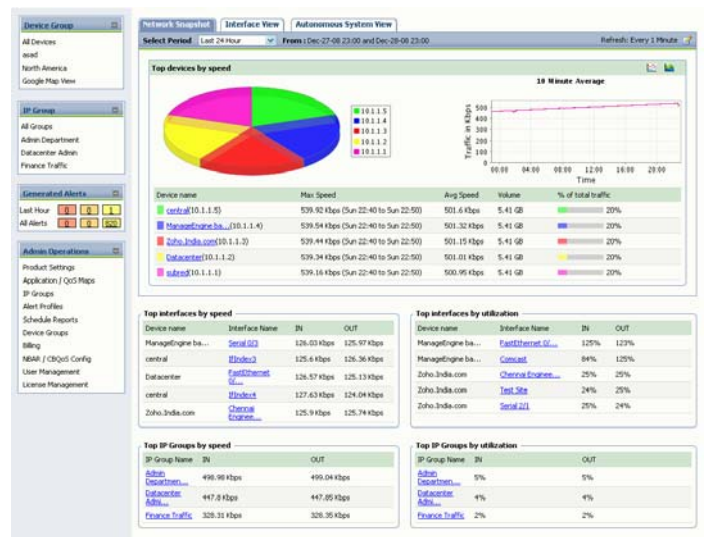 Device Group
All Devices
asad
North America
Google Map View
IP Group
All Groups
Admin Department
Datacenter Admin
Finance Traffic
Generated Alerts
Last Hour 0 0 1
All Alerts 0 0 520
Admin Operations
Product Settings
Application / QoS Maps
IP Groups
Alert Profiles
Schedule Reports
Device Groups
Billing
NBAR / CBQoS Config
User Management
License Management
Network Snapshot Interface View Autonomous System View
Select Period Last 24 Hour From : Dec-27-08 23:00 and Dec-28-08 23:00 Refresh: Every 1 Minute
Top devices by speed
10.1.1.5
10.1.1.4
10.1.1.3
10.1.1.2
10.1.1.1
10 Minute Average
Traffic in Kbps
500
400
300
200
100
0
00:00 04:00 08:00 12:00 16:00 20:00
Time
Device name Max Speed Avg Speed Volume % of total traffic
central(10.1.1.5) 539.92 Kbps (Sun 22:40 to Sun 22:50) 501.6 Kbps 5.41 GB 20%
ManageEngine ba...(10.1.1.4) 539.54 Kbps (Sun 22:40 to Sun 22:50) 501.32 Kbps 5.41 GB 20%
Zoho.India.com(10.1.1.3) 539.44 Kbps (Sun 22:40 to Sun 22:50) 501.15 Kbps 5.41 GB 20%
Datacenter(10.1.1.2) 539.34 Kbps (Sun 22:40 to Sun 22:50) 501.01 Kbps 5.41 GB 20%
subred(10.1.1.1) 539.16 Kbps (Sun 22:40 to Sun 22:50) 500.95 Kbps 5.41 GB 20%
Top interfaces by speed
Device name Interface Name IN OUT
ManageEngine ba... Serial 0/3 126.03 Kbps 125.97 Kbps
central IfIndex3 125.6 Kbps 126.36 Kbps
Datacenter FastEthernet 0/.... 126.57 Kbps 125.13 Kbps
central IfIndex4 127.63 Kbps 124.04 Kbps
Zoho.India.com Chennai Enginee.... 125.9 Kbps 125.74 Kbps
Top interfaces by utilization
Device name Interface Name IN OUT
ManageEngine ba... FastEthernet 0/.... 125% 123%
ManageEngine ba... Comcast 84% 125%
Zoho.India.com Chennai Enginee.... 25% 25%
Zoho.India.com Test Site 24% 25%
Zoho.India.com Serial 2/1 25% 24%
Top IP Groups by speed
IP Group Name IN OUT
Admin Departmen.... 498.98 Kbps 499.04 Kbps
Datacenter Admi.... 447.8 Kbps 447.85 Kbps
Finance Traffic 328.31 Kbps 328.35 Kbps
Top IP Groups by utilization
IP Group Name IN OUT
Admin Departmen.... 5% 5%
Datacenter Admi.... 4% 4%
Finance Traffic 2% 2%